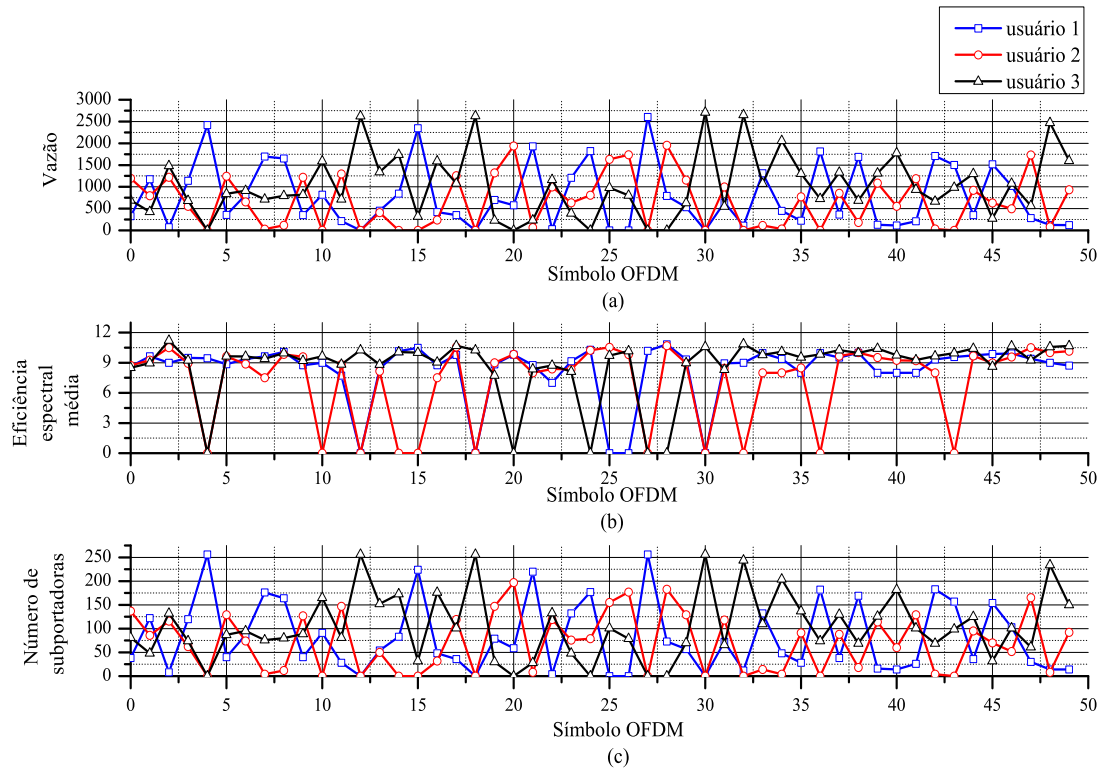 usuário 1
usuário 2
usuário 3
3000
2500
2000
1500
1000
500
0
Vazão
0 5 10 15 20 25 30 35 40 45 50
Símbolo OFDM
(a)
12
9
6
3
0
Eficiência
espectral
média
0 5 10 15 20 25 30 35 40 45 50
Símbolo OFDM
(b)
250
200
150
100
50
0
Número de
subportadoras
0 5 10 15 20 25 30 35 40 45 50
Símbolo OFDM
(c)